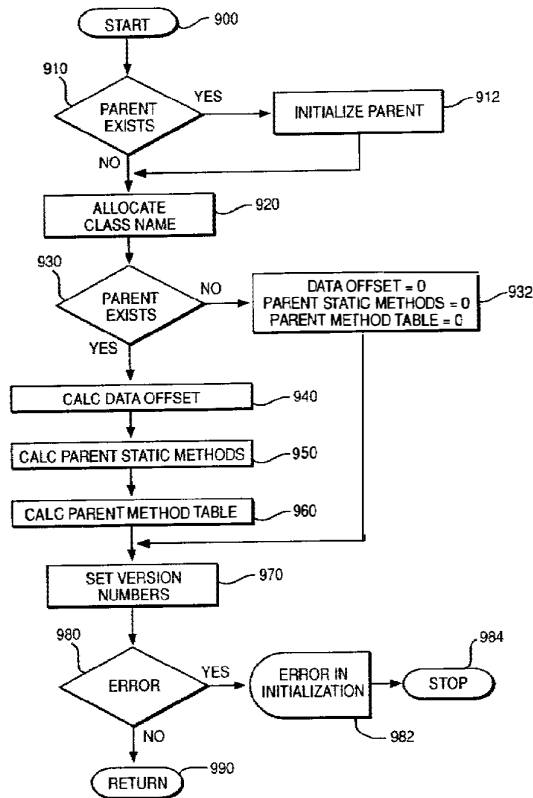 START
900
910
PARENT
EXISTS
YES
INITIALIZE PARENT
912
NO
ALLOCATE
CLASS NAME
920
930
PARENT
EXISTS
NO
DATA OFFSET = 0
PARENT STATIC METHODS = 0
PARENT METHOD TABLE = 0
932
YES
CALC DATA OFFSET
940
CALC PARENT STATIC METHODS
950
CALC PARENT METHOD TABLE
960
SET VERSION
NUMBERS
970
980
ERROR
YES
ERROR IN
INITIALIZATION
982
984
STOP
NO
RETURN
990